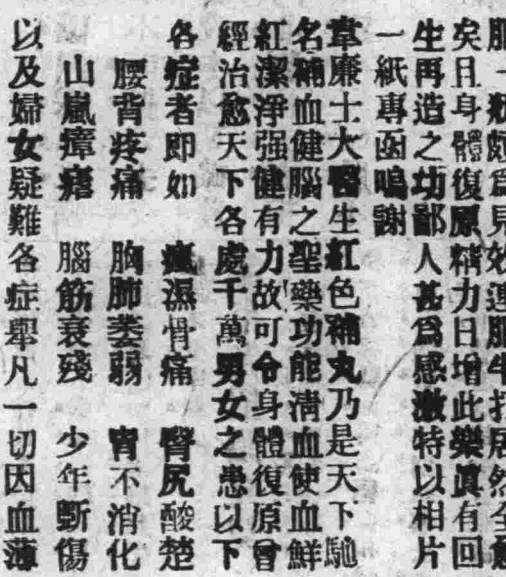 服一瓶頗爲見效連服半打居然全愈
矣日身體復原精力日增此藥眞有回
生再造之功鄙人甚爲感激特以相片
一紙專函鳴謝
韋廉士大醫生紅色補丸乃是天下馳
名補血健腦之聖藥功能淸血使血鮮
紅潔淨强健有力故可令身體復原曾
經治愈天下各處千萬男女之患以下
各症者即如 瘋濕骨痛 臀尻酸楚
腰背疼痛 胸肺萎弱 胃不消化
山嵐瘴瘧 腦筋衰殘 少年斲傷
以及婦女疑難各症舉凡一切因血薄